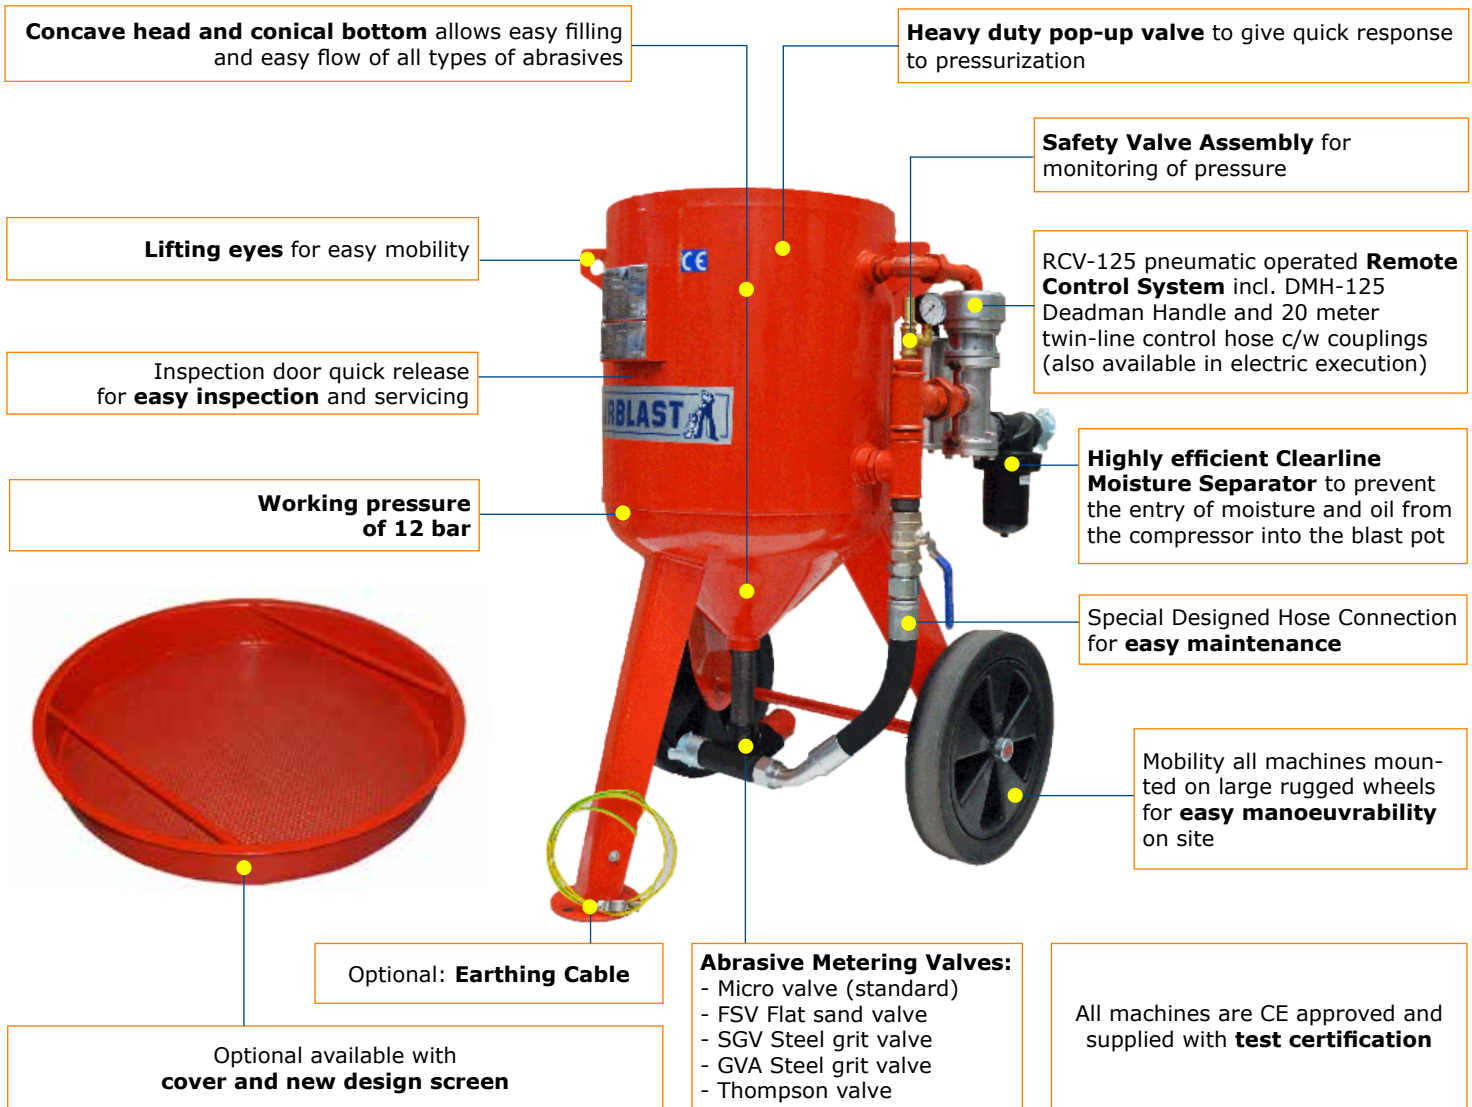 Concave head and conical bottom allows easy filling
and easy flow of all types of abrasives
Heavy duty pop-up valve to give quick response
to pressurization
Safety Valve Assembly for
monitoring of pressure
Lifting eyes for easy mobility
CE
RCV-125 pneumatic operated Remote
Control System incl. DMH-125
Deadman Handle and 20 meter
twin-line control hose c/w couplings
(also available in electric execution)
Inspection door quick release
for easy inspection and servicing
RBLAST
Highly efficient Clearline
Moisture Separator to prevent
the entry of moisture and oil from
the compressor into the blast pot
Working pressure
of 12 bar
Special Designed Hose Connection
for easy maintenance
Mobility all machines moun-
ted on large rugged wheels
for easy manoeuvrability
on site
Optional: Earthing Cable
Abrasive Metering Valves:
- Micro valve (standard)
- FSV Flat sand valve
- SGV Steel grit valve
- GVA Steel grit valve
- Thompson valve
All machines are CE approved and
supplied with test certification
Optional available with
cover and new design screen